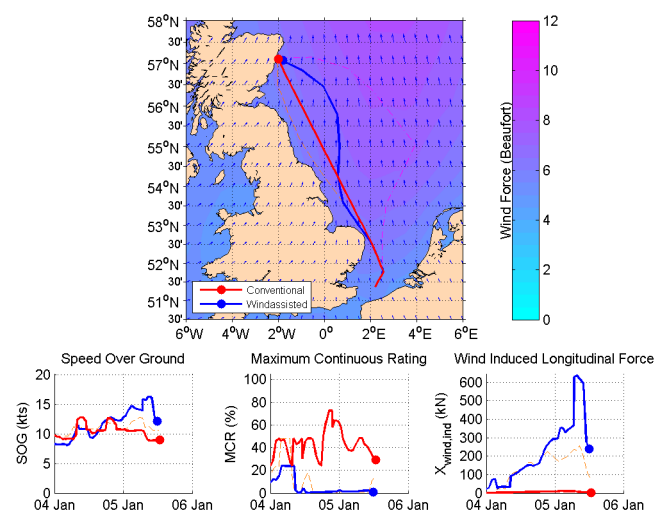 58°N
30'
57°N
30'
56°N
30'
55°N
30'
54°N
30'
53°N
30'
52°N
30'
51°N
30'
6°W 4°W 2°W 0° 2°E 4°E 6°E
Conventional
Windassisted
12
10
8
6
4
2
0
Wind Force (Beaufort)
Speed Over Ground
SOG (kts)
20
15
10
5
0
04 Jan 05 Jan 06 Jan
Maximum Continuous Rating
MCR (%)
100
80
60
40
20
0
04 Jan 05 Jan 06 Jan
Wind Induced Longitudinal Force
Xwind,ind (kN)
600
500
400
300
200
100
0
04 Jan 05 Jan 06 Jan